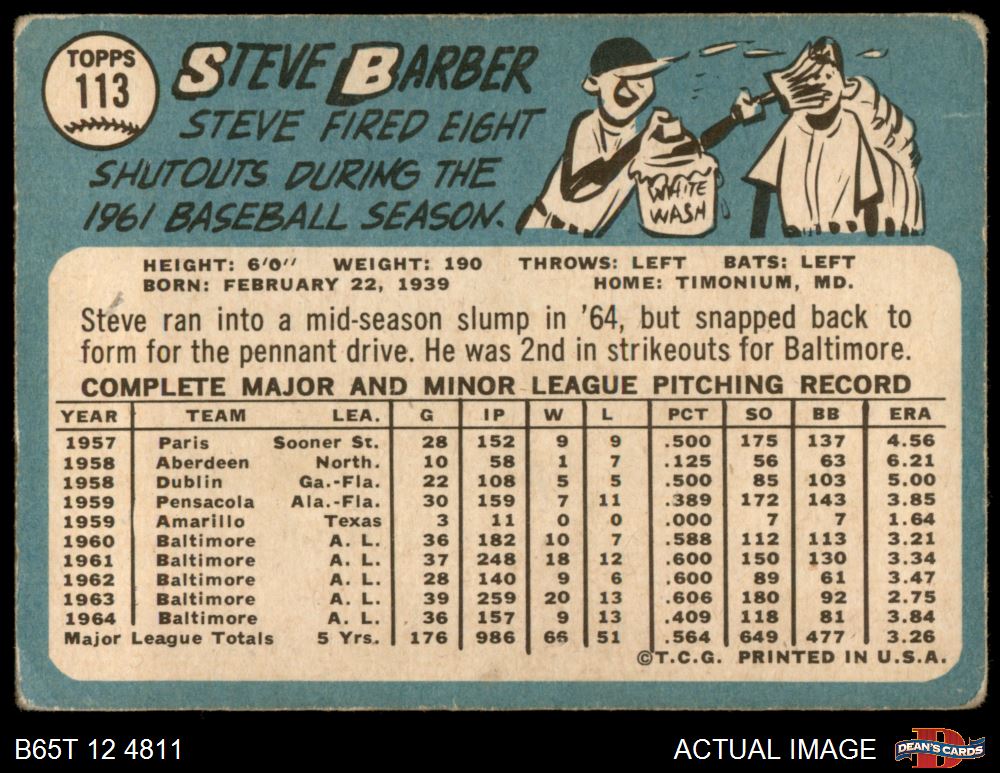 TOPPS
113
STEVE BARBER
STEVE FIRED EIGHT
SHUTOUTS DURING THE
1961 BASEBALL SEASON.
WHITE
WASH
HEIGHT: 6'0" WEIGHT: 190 THROWS: LEFT BATS: LEFT
BORN: FEBRUARY 22, 1939 HOME: TIMONIUM, MD.
Steve ran into a mid-season slump in '64, but snapped back to
form for the pennant drive. He was 2nd in strikeouts for Baltimore.
COMPLETE MAJOR AND MINOR LEAGUE PITCHING RECORD
YEAR TEAM LEA. G IP W L PCT SO BB ERA
1957 Paris Sooner St. 28 152 9 9 .500 175 137 4.56
1958 Aberdeen North. 10 58 1 7 .125 56 63 6.21
1958 Dublin Ga.-Fla. 22 108 5 5 .500 85 103 5.00
1959 Pensacola Ala.-Fla. 30 159 7 11 .389 172 143 3.85
1959 Amarillo Texas 3 11 0 0 .000 7 7 1.64
1960 Baltimore A. L. 36 182 10 7 .588 112 113 3.21
1961 Baltimore A. L. 37 248 18 12 .600 150 130 3.34
1962 Baltimore A. L. 28 140 9 6 .600 89 61 3.47
1963 Baltimore A. L. 39 259 20 13 .606 180 92 2.75
1964 Baltimore A. L. 36 157 9 13 .409 118 81 3.84
Major League Totals 5 Yrs. 176 986 66 51 .564 649 477 3.26
©T.C.G. PRINTED IN U.S.A.
B65T 12 4811
ACTUAL IMAGE
D
DEAN'S CARDS